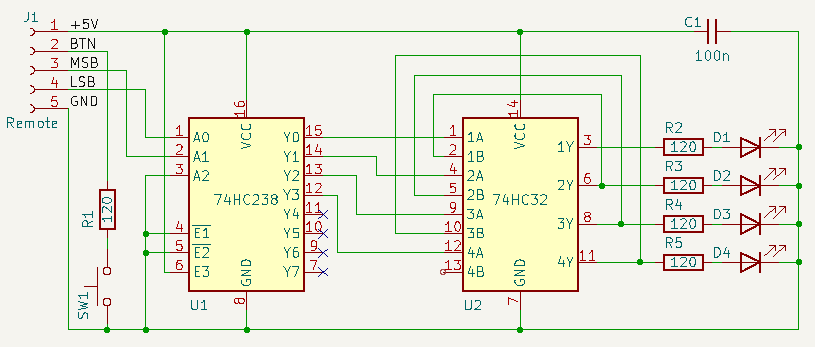 J1
1 +5V
2 BTN
3 MSB
4 LSB
5 GND
Remote
R1
120
SW1
16
VCC
1 A0 Y0 15
2 A1 Y1 14
3 A2 Y2 13
74HC238
Y3 12
Y4 11
4 E1 Y5 10
5 E2 Y6 9
6 E3 Y7 7
GND
8
U1
14
VCC
1 1A
2 1B 1Y 3
4 2A
5 2B 2Y 6
74HC32
9 3A
10 3B 3Y 8
12 4A
13 4B 4Y 11
GND
7
U2
C1
100n
R2 D1
120
R3 D2
120
R4 D3
120
R5 D4
120